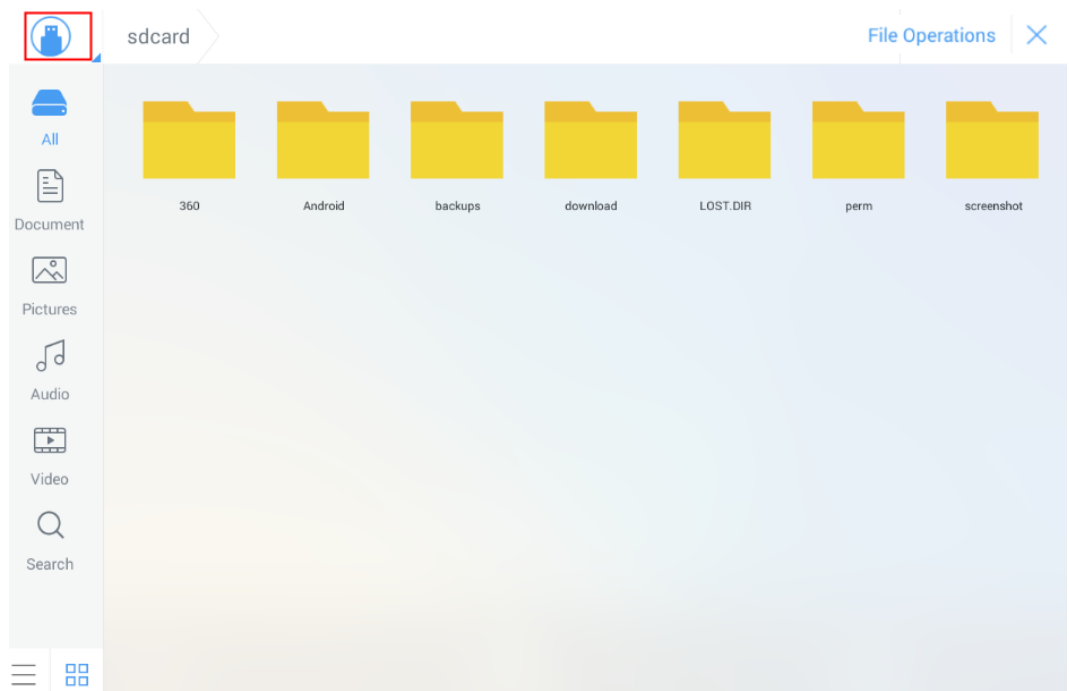 sdcard
File Operations
All
Document
Pictures
Audio
Video
Search
360
Android
backups
download
LOST.DIR
perm
screenshot